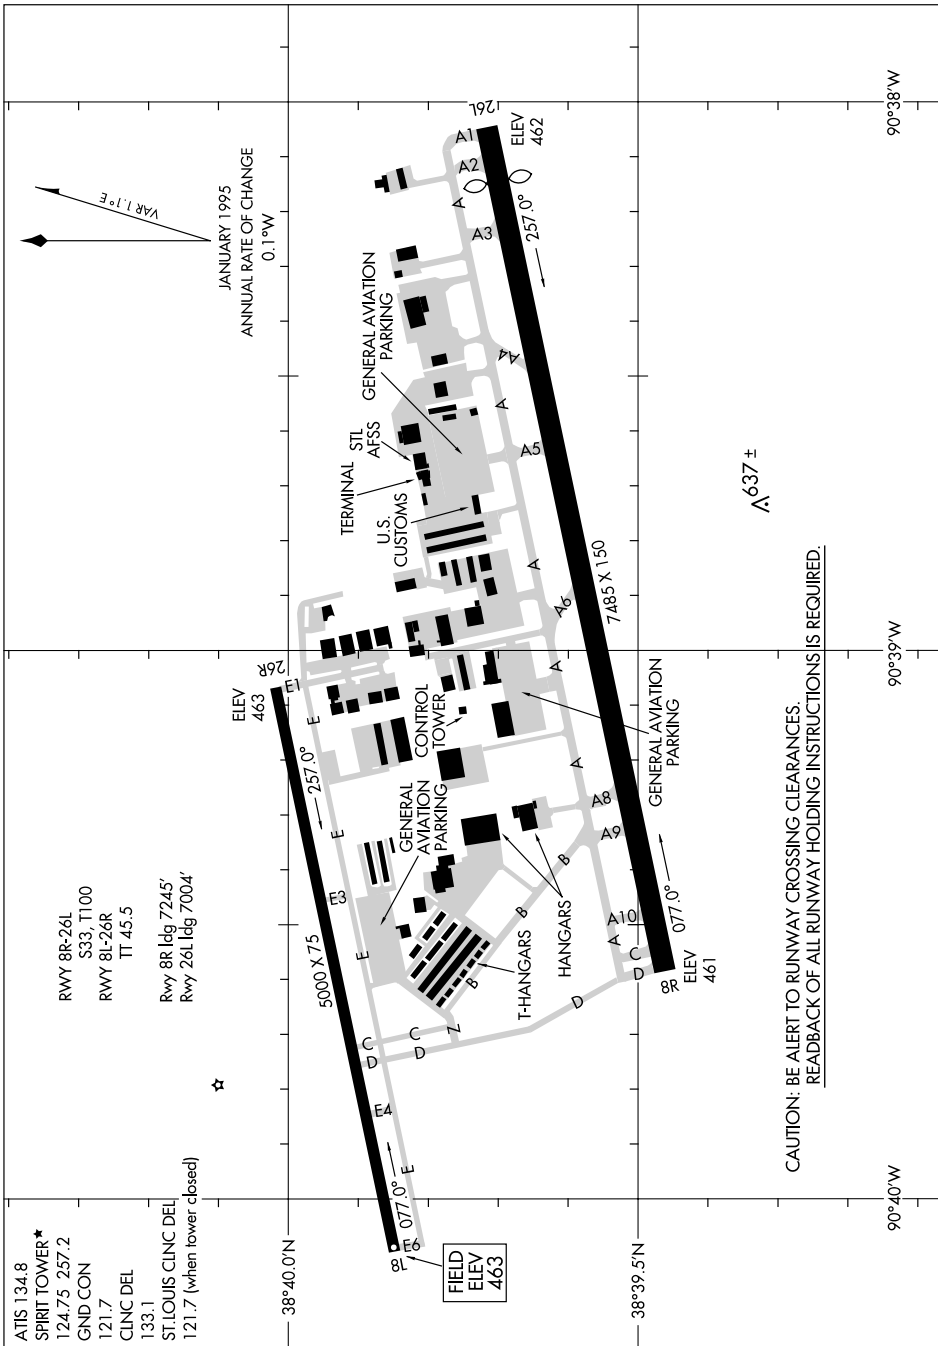 ATIS 134.8
SPIRIT TOWER★
124.75 257.2
GND CON
121.7
CLNC DEL
133.1
ST.LOUIS CLNC DEL
121.7 (when tower closed)
RWY 8R-26L
S33, T100
RWY 8L-26R
TT 45.5
Rwy 8R ldg 7245'
Rwy 26L ldg 7004'
VAR 1.1°E
JANUARY 1995
ANNUAL RATE OF CHANGE
0.1°W
38°40.0'N
38°39.5'N
90°40'W
90°39'W
90°38'W
FIELD
ELEV
463
8L
E6
077.0°
E
E4
D
C
D
C
Z
5000 X 75
E
E3
E
257.0°
E
E1
26R
ELEV
463
GENERAL
AVIATION
PARKING
CONTROL
TOWER
TERMINAL
STL
AFSS
U.S.
CUSTOMS
GENERAL AVIATION
PARKING
T-HANGARS
HANGARS
B
B
B
D
D
C
A
A10
A9
A8
A
A
A6
A
A5
A
A4
A3
A
A2
A1
26L
ELEV
462
257.0°
7485 X 150
GENERAL AVIATION
PARKING
077.0°
8R
ELEV
461
637 ±
CAUTION: BE ALERT TO RUNWAY CROSSING CLEARANCES.
READBACK OF ALL RUNWAY HOLDING INSTRUCTIONS IS REQUIRED.